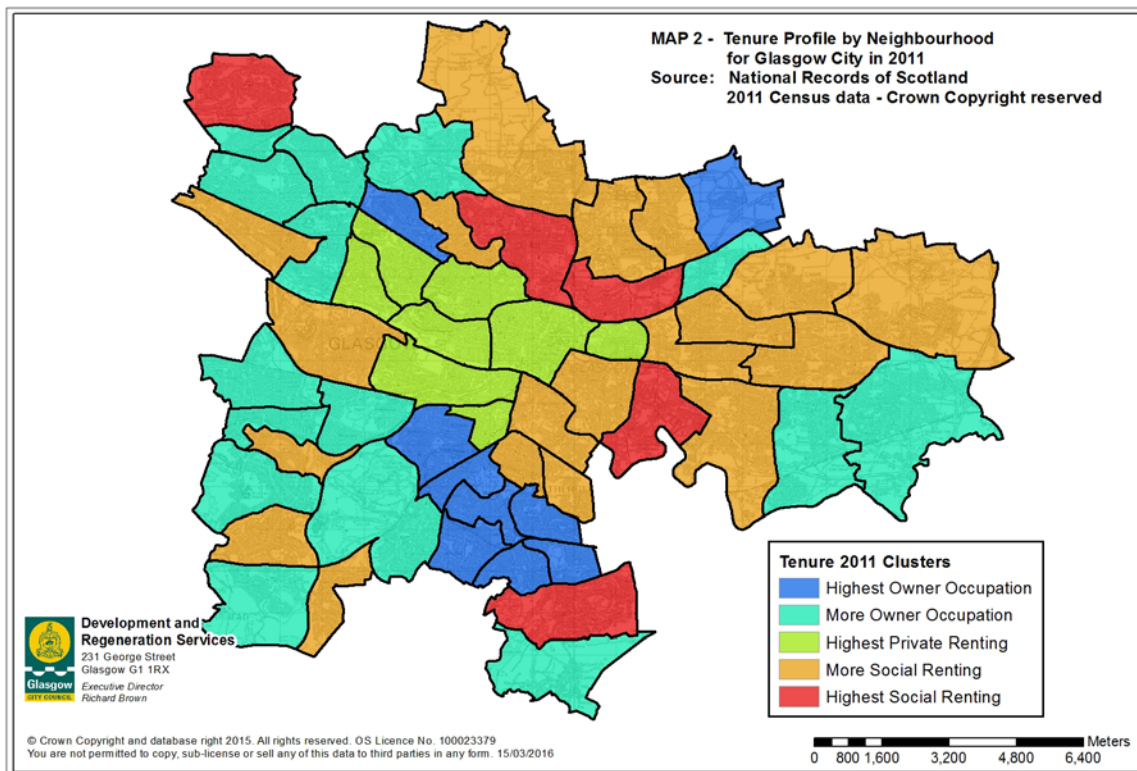 MAP 2 - Tenure Profile by Neighbourhood
for Glasgow City in 2011
Source: National Records of Scotland
2011 Census data - Crown Copyright reserved
GLASGOW
Tenure 2011 Clusters
Highest Owner Occupation
More Owner Occupation
Highest Private Renting
More Social Renting
Highest Social Renting
Development and
Regeneration Services
231 George Street
Glasgow G1 1RX
Executive Director
Richard Brown
Glasgow
CITY COUNCIL
© Crown Copyright and database right 2015. All rights reserved. OS Licence No. 100023379
You are not permitted to copy, sub-license or sell any of this data to third parties in any form. 15/03/2016
Meters
0 800 1,600 3,200 4,800 6,400